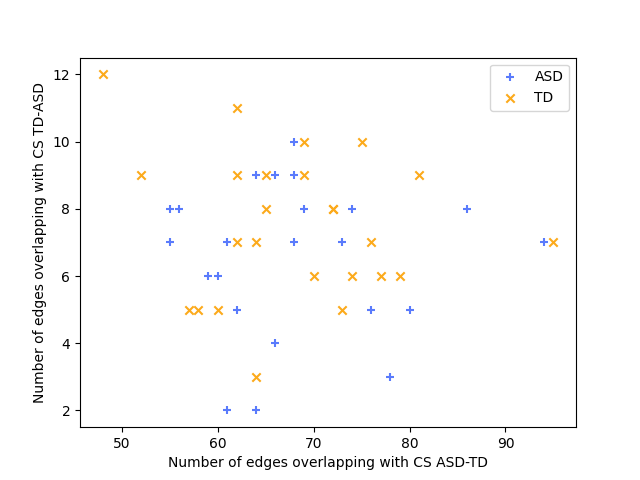 ASD
TD
12
10
8
6
4
2
Number of edges overlapping with CS TD-ASD
50
60
70
80
90
Number of edges overlapping with CS ASD-TD